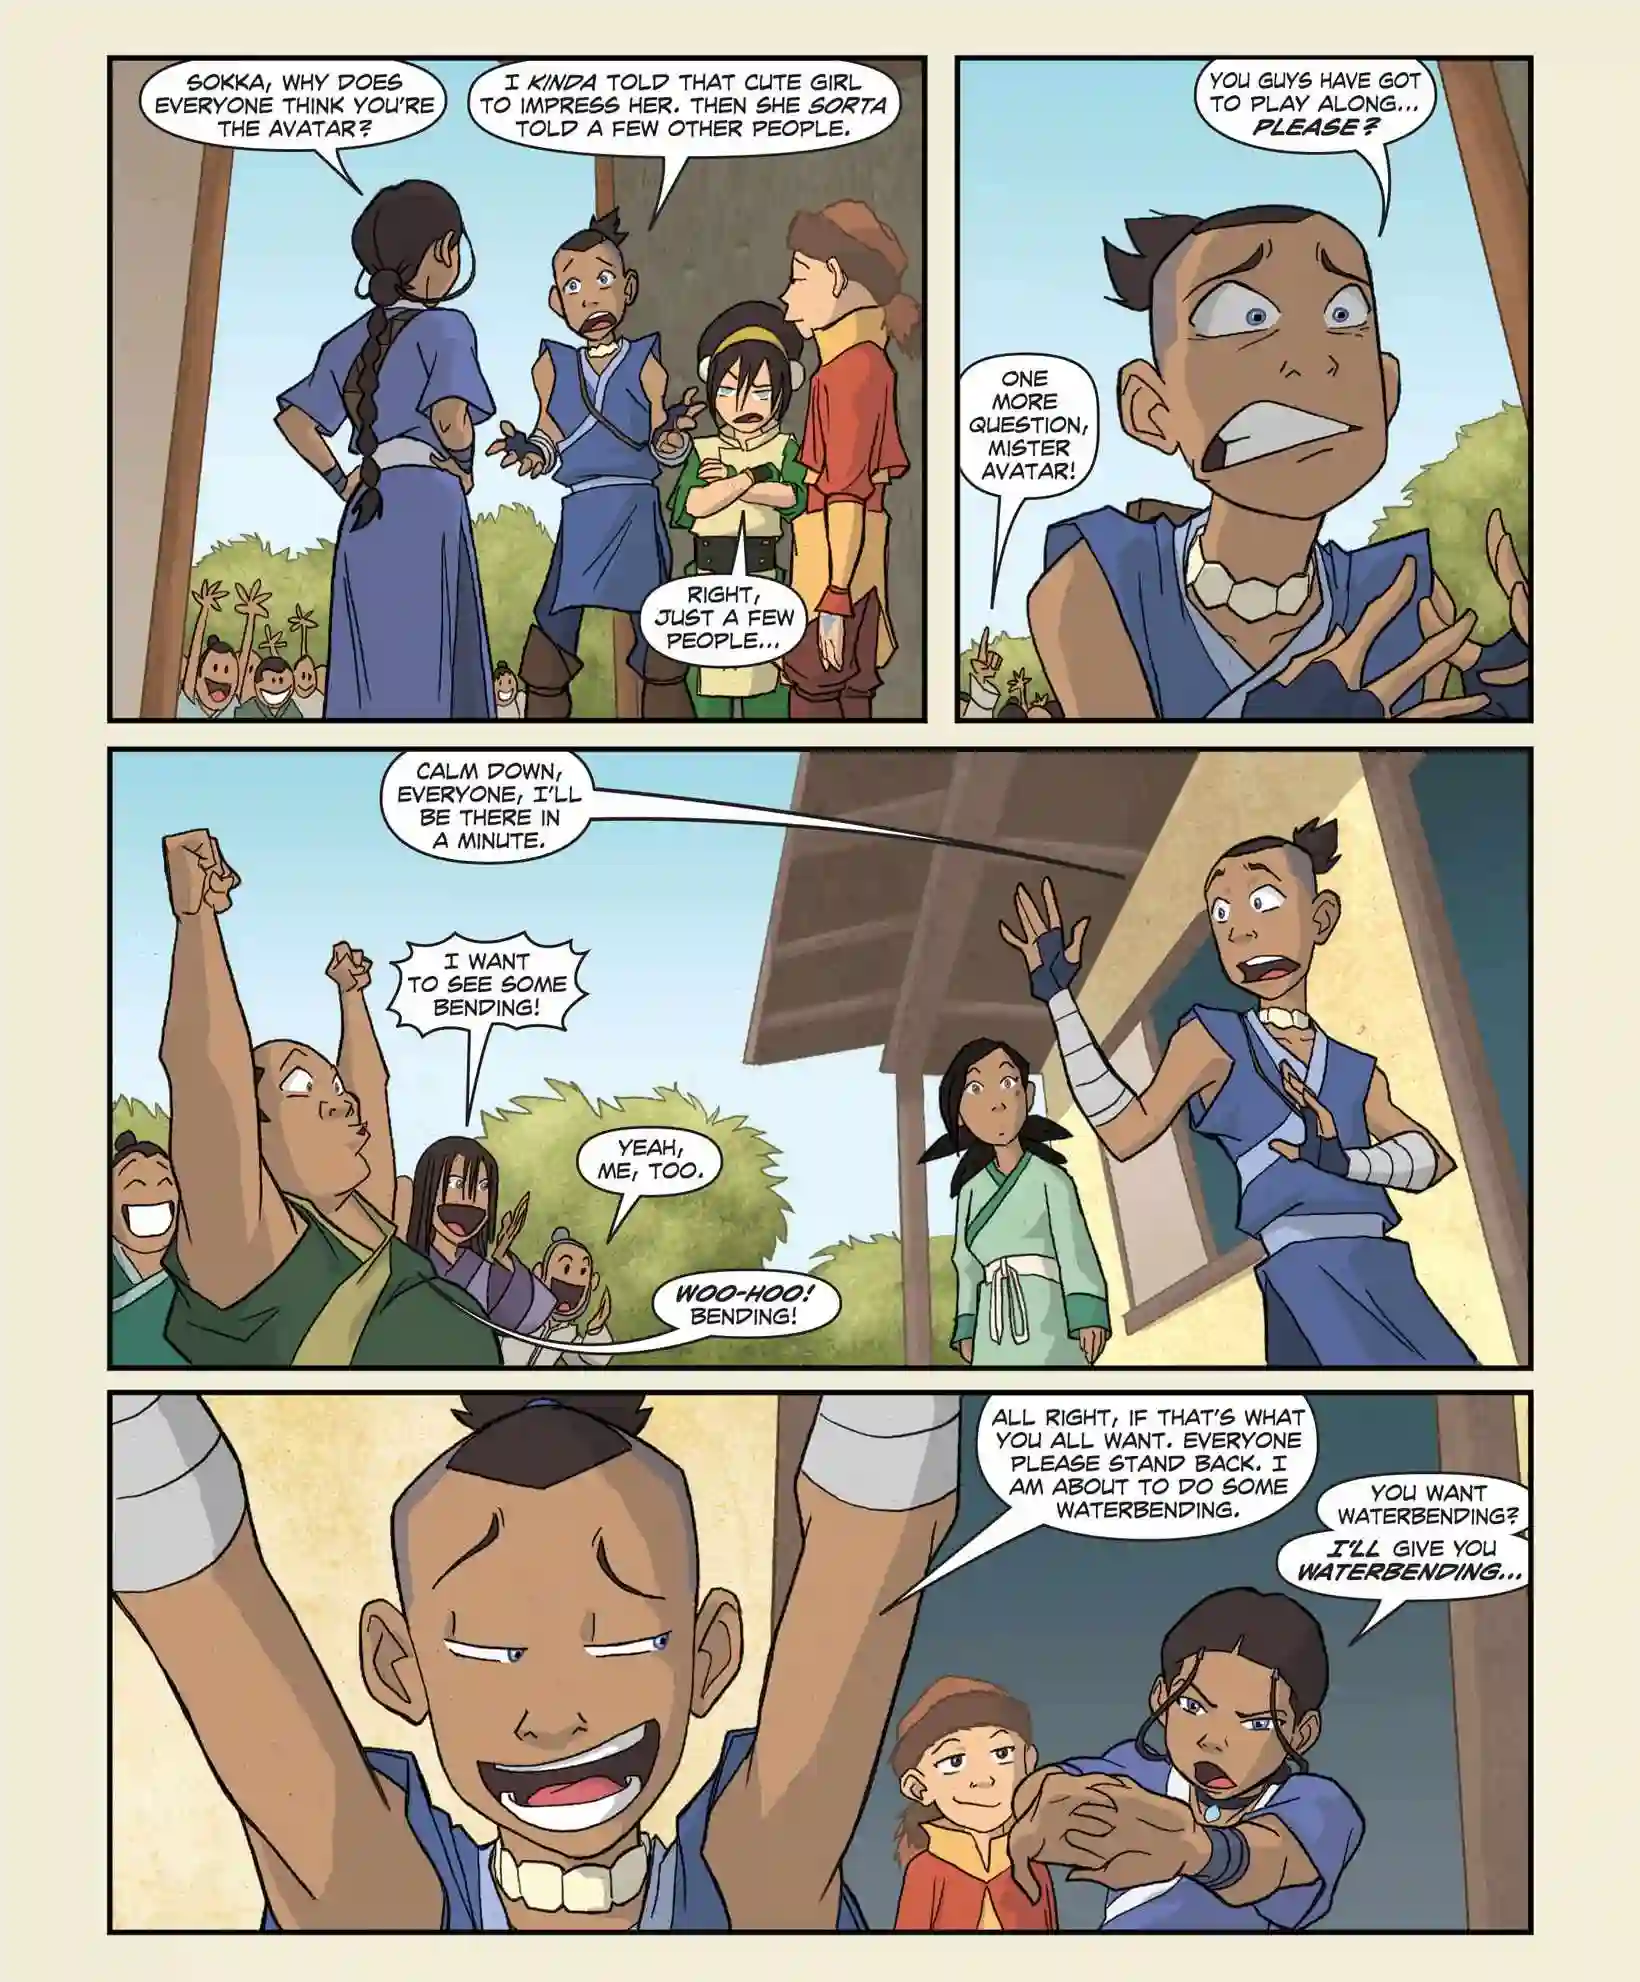 SOKKA, WHY DOES
EVERYONE THINK YOU'RE
THE AVATAR?
I KINDA TOLD THAT CUTE GIRL
TO IMPRESS HER. THEN SHE SORTA
TOLD A FEW OTHER PEOPLE.
RIGHT,
JUST A FEW
PEOPLE...
YOU GUYS HAVE GOT
TO PLAY ALONG...
PLEASE?
ONE
MORE
QUESTION,
MISTER
AVATAR!
CALM DOWN,
EVERYONE, I'LL
BE THERE IN
A MINUTE.
I WANT
TO SEE SOME
BENDING!
YEAH,
ME, TOO.
WOO-HOO!
BENDING!
ALL RIGHT, IF THAT'S WHAT
YOU ALL WANT. EVERYONE
PLEASE STAND BACK. I
AM ABOUT TO DO SOME
WATERBENDING.
YOU WANT
WATERBENDING?
I'LL GIVE YOU
WATERBENDING...